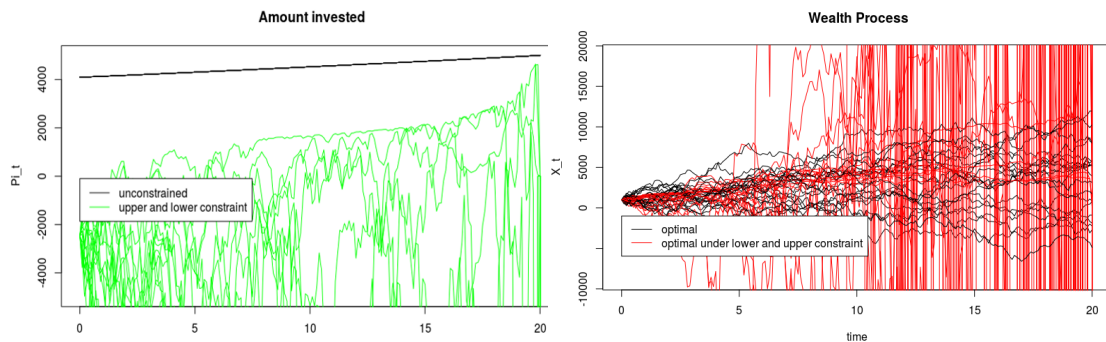 Amount invested
Pi_t
4000
2000
0
2000
4000
unconstrained
upper and lower constraint
0
5
10
15
20
Wealth Process
X_t
20000
15000
10000
5000
0
-10000
optimal
optimal under lower and upper constraint
0
5
10
15
20
time